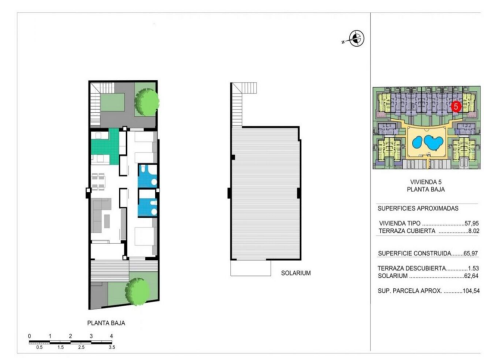 5
VIVIENDA 5
PLANTA BAJA
SUPERFICIES APROXIMADAS
VIVIENDA TIPO ..................57,95
TERRAZA CUBIERTA ............8.02
SUPERFICIE CONSTRUIDA.......65,97
TERRAZA DESCUBIERTA........1.53
SOLARIUM ......................62,64
SUP. PARCELA APROX. ...........104,54
SOLARIUM
PLANTA BAJA
0 1 2 3 4
0.5 1.5 2.5 3.5